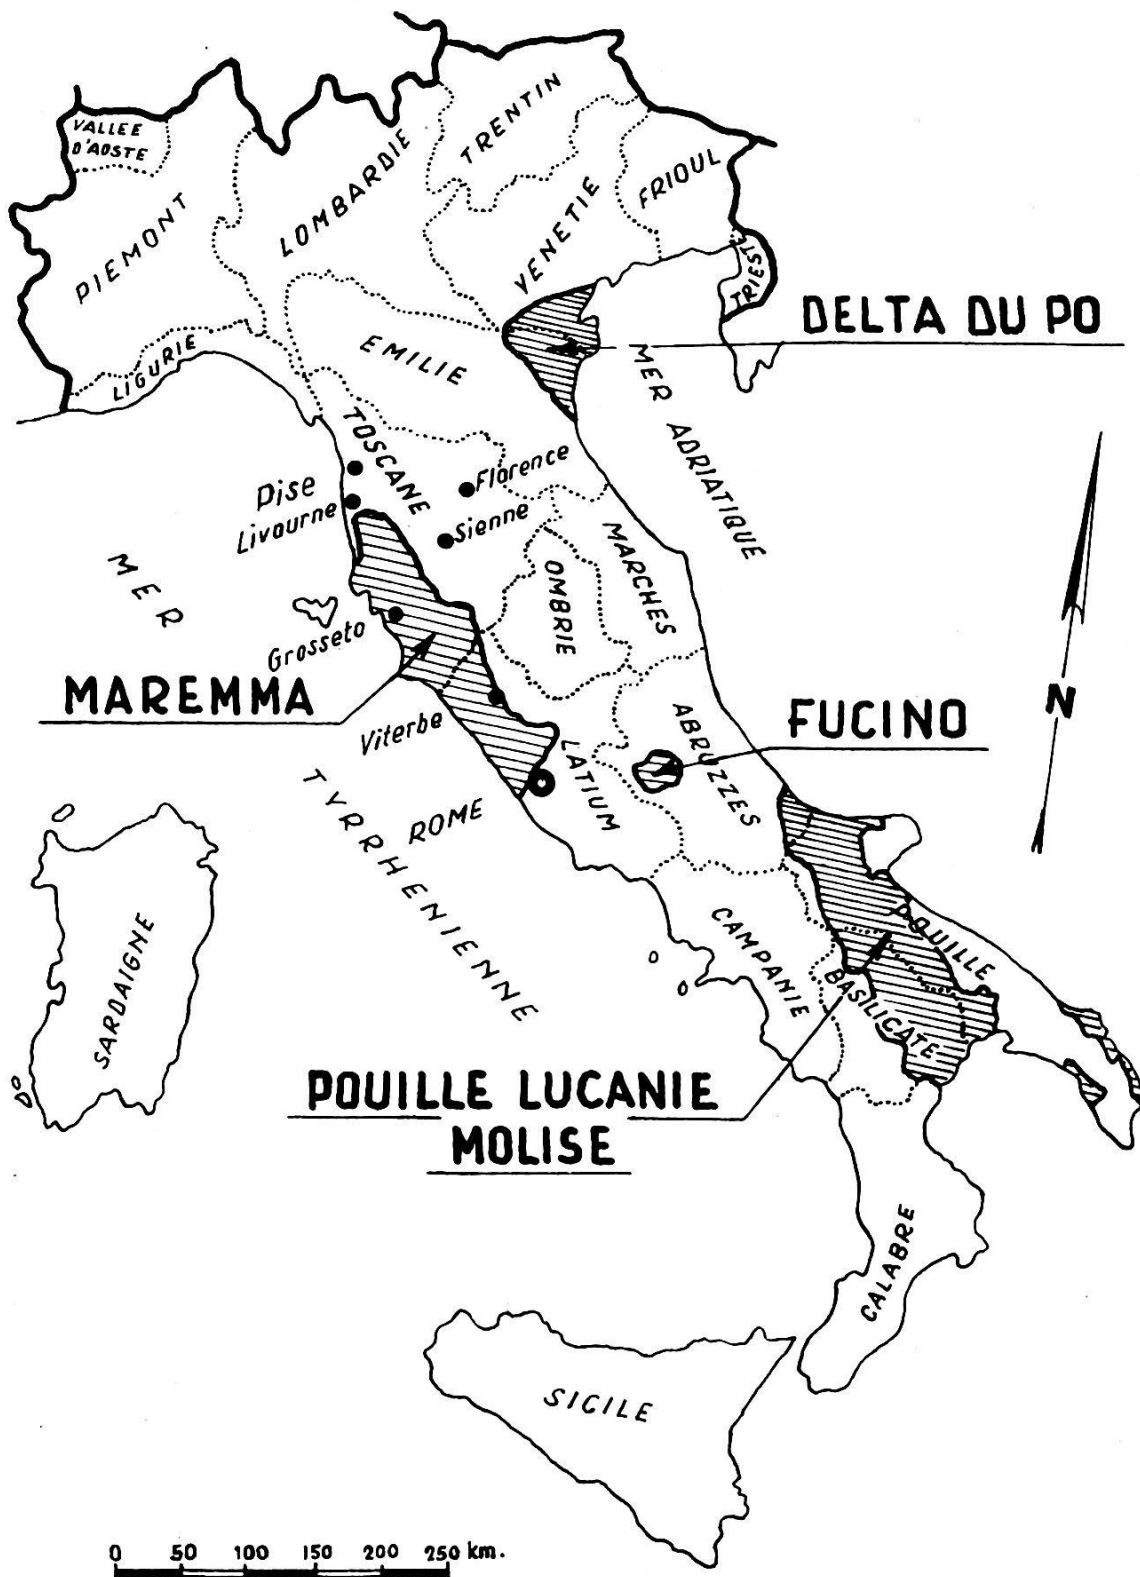 VALLEE
D'AOSTE
PIEMONT
LOMBARDIE
TRENTIN
VENETIE
FRIOUL
TRIESTE
DELTA DU PO
LIGURIE
EMILIE
MER ADRIATIQUE
TOSCANE
Florence
Pise
Livourne
Sienne
MARCHES
OMBRIE
Grosseto
MAREMMA
Viterbe
FUCINO
N
ABRUZZES
LATIUM
ROME
MER
TYRRHENIENNE
SARDAIGNE
CAMPANIE
POUILLE
BASILICATE
POUILLE LUCANIE
MOLISE
CALABRE
SICILE
0 50 100 150 200 250 km.